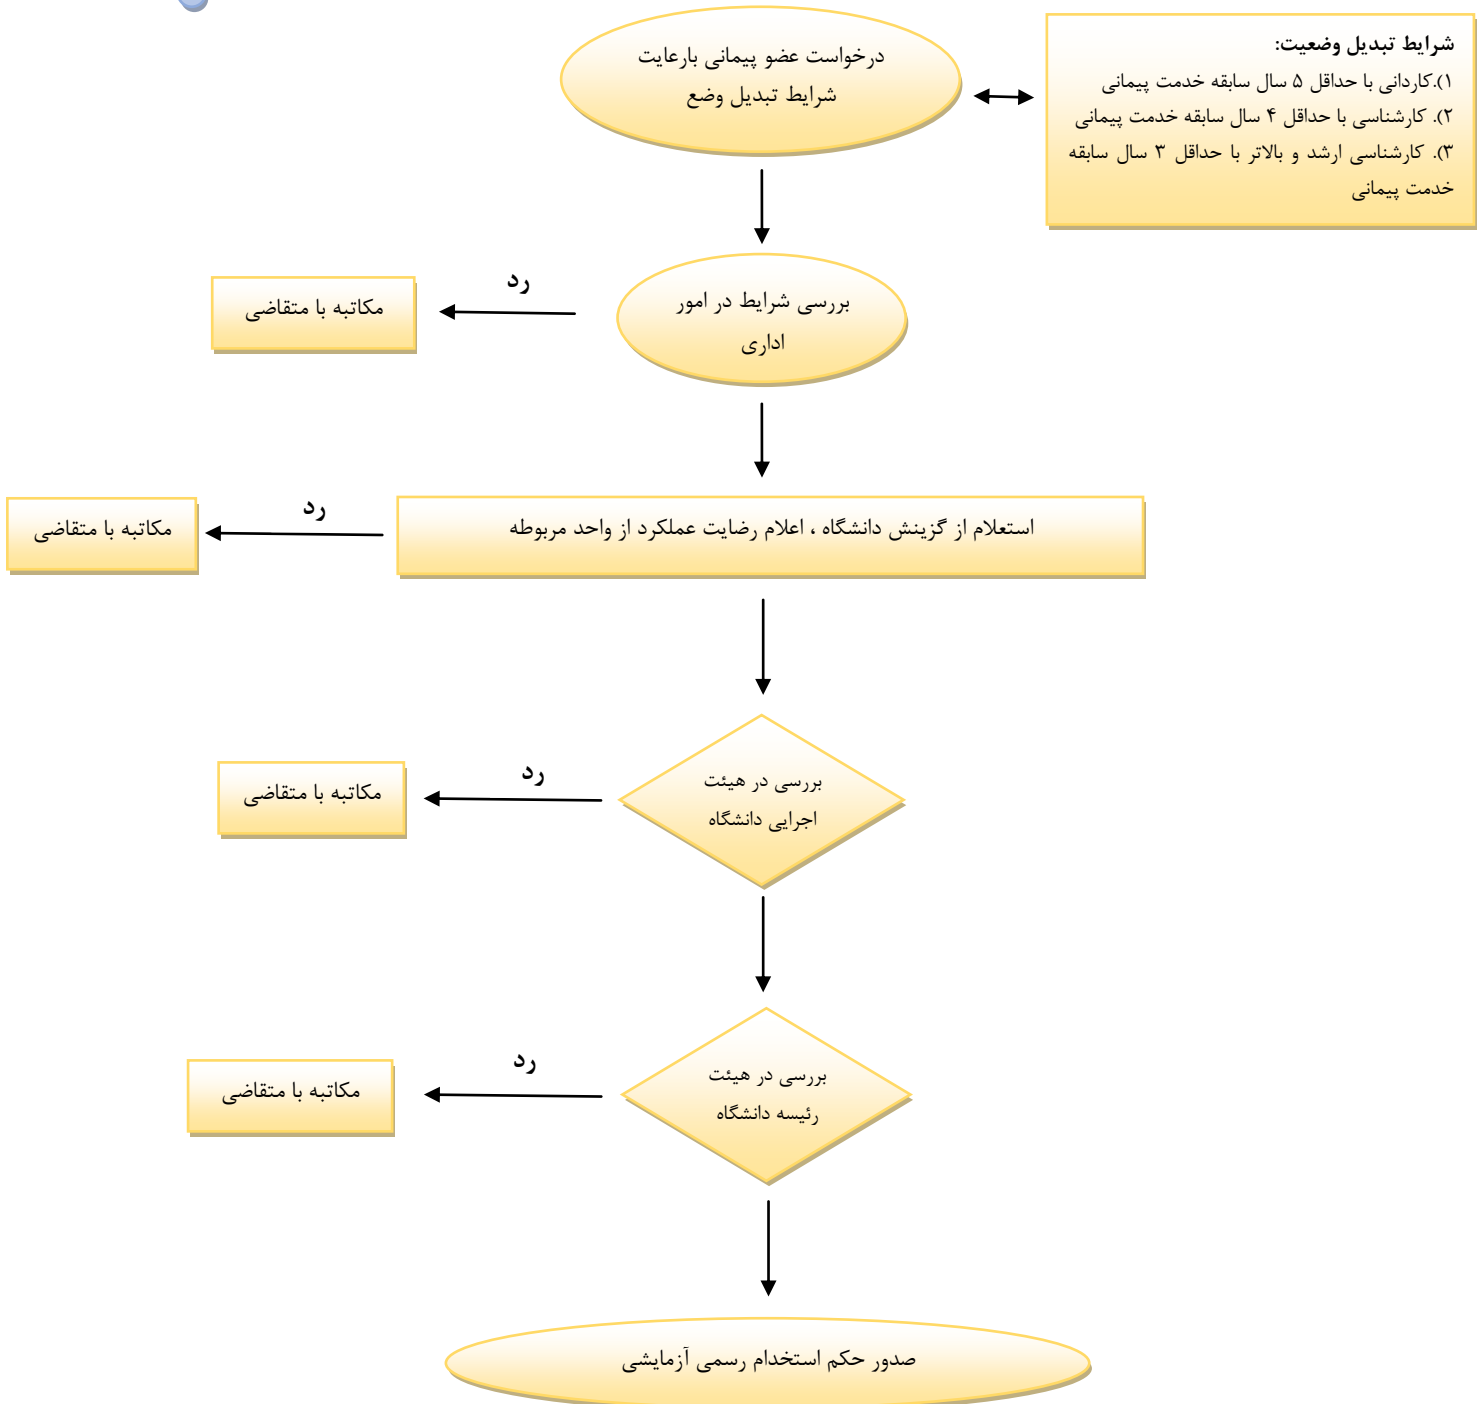 درخواست عضو پیمانی بارعایت
شرایط تبدیل وضع
شرایط تبدیل وضعیت:
۱).کاردانی با حداقل ۵ سال سابقه خدمت پیمانی
۲). کارشناسی با حداقل ۴ سال سابقه خدمت پیمانی
۳). کارشناسی ارشد و بالاتر با حداقل ۳ سال سابقه
خدمت پیمانی
بررسی شرایط در امور
اداری
رد
مکاتبه با متقاضی
استعلام از گزینش دانشگاه ، اعلام رضایت عملکرد از واحد مربوطه
رد
مکاتبه با متقاضی
بررسی در هیئت
اجرایی دانشگاه
رد
مکاتبه با متقاضی
بررسی در هیئت
رئیسه دانشگاه
رد
مکاتبه با متقاضی
صدور حکم استخدام رسمی آزمایشی